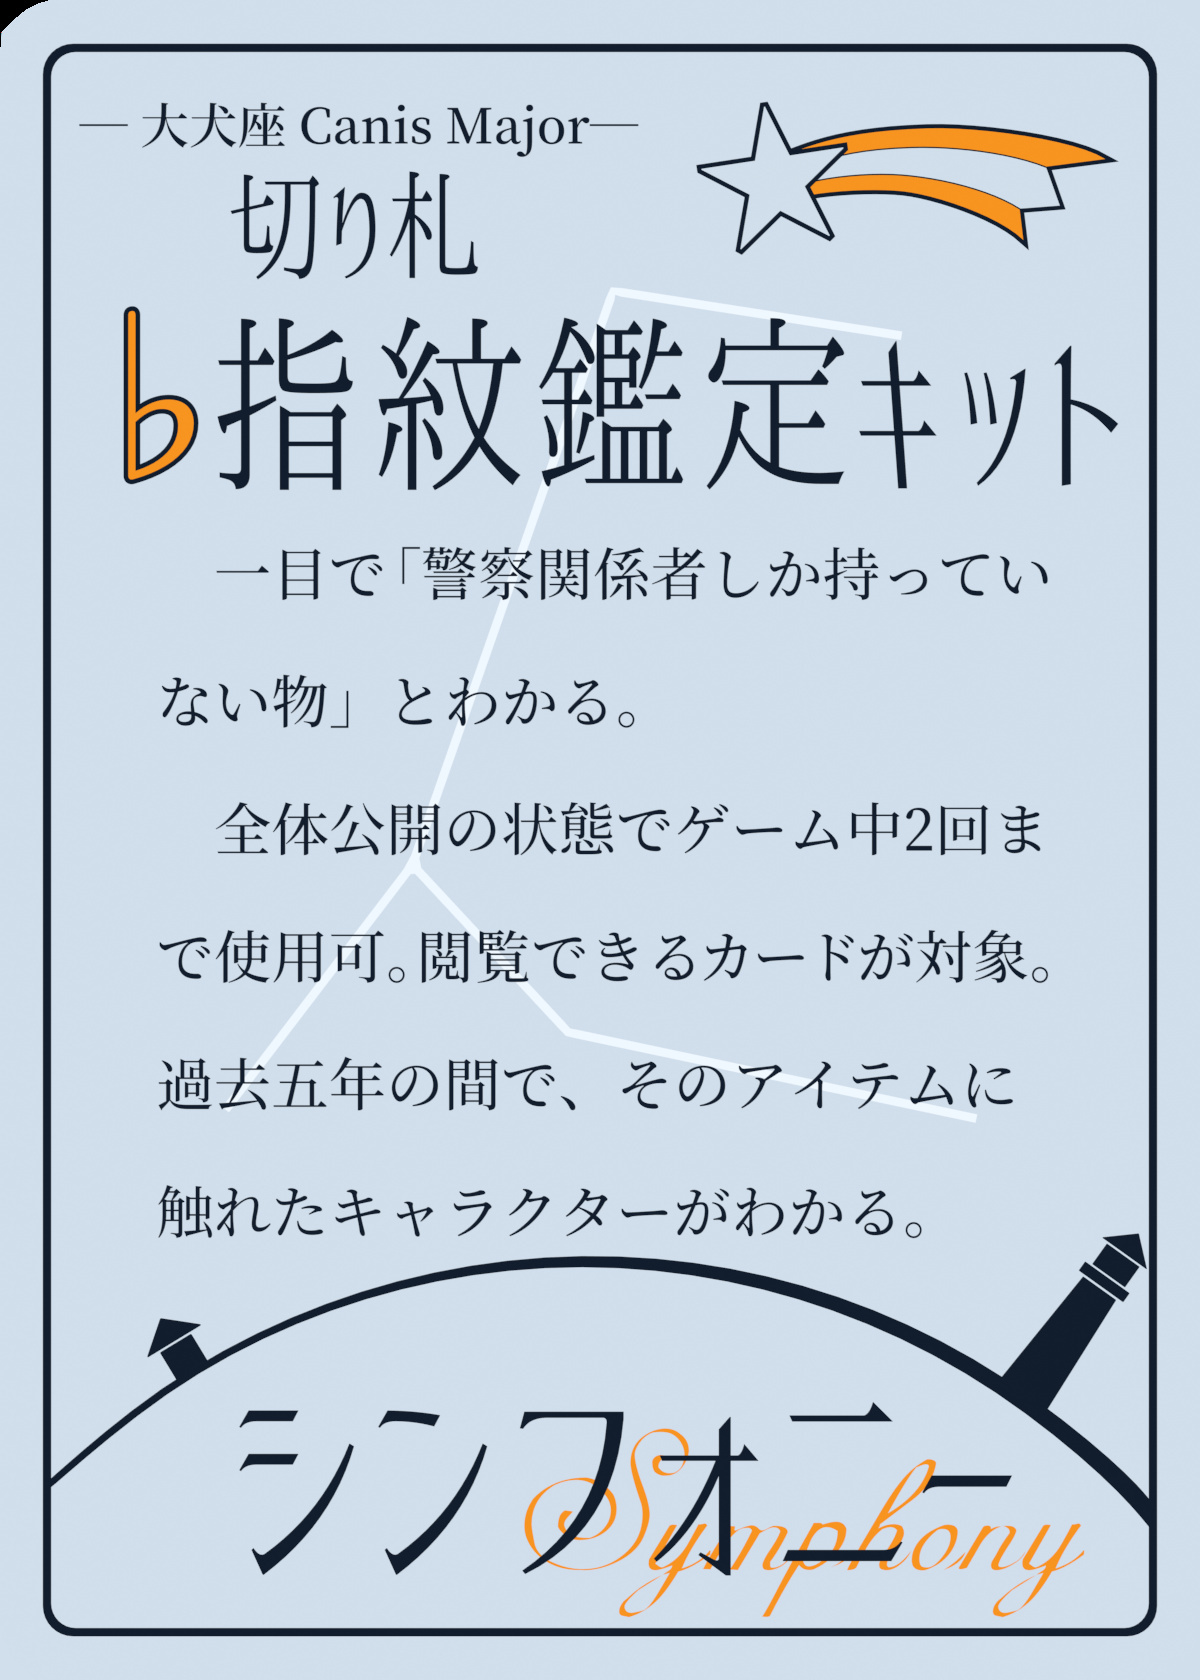 — 大犬座 Canis Major—
切り札
♭指紋鑑定キット
一目で「警察関係者しか持ってい
ない物」とわかる。
全体公開の状態でゲーム中2回ま
で使用可。閲覧できるカードが対象。
過去五年の間で、そのアイテムに
触れたキャラクターがわかる。
シンフォニー
Symphony